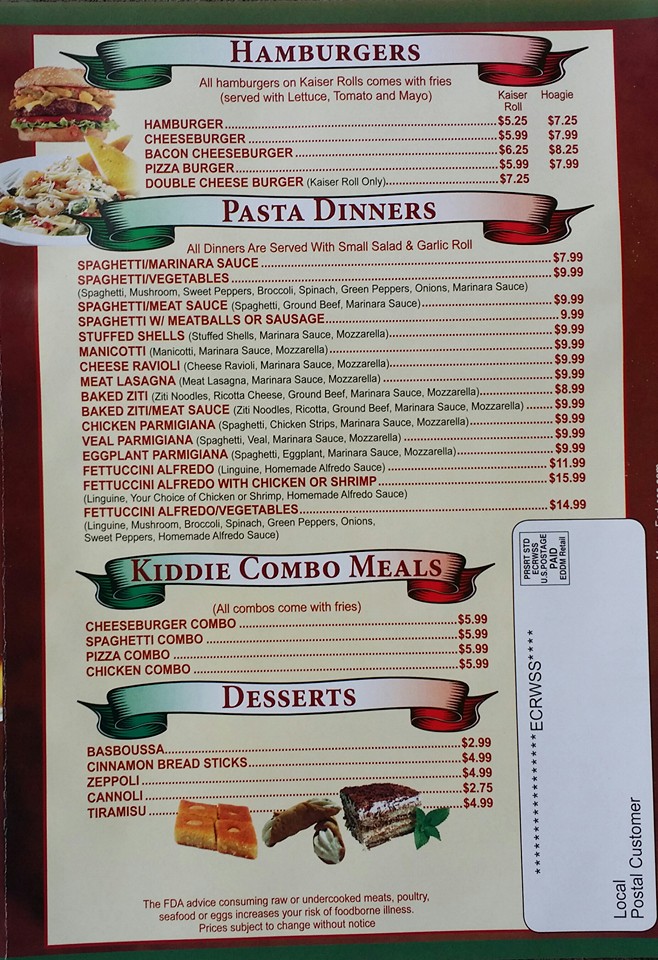 HAMBURGERS
All hamburgers on Kaiser Rolls comes with fries
(served with Lettuce, Tomato and Mayo)
Kaiser Roll Hoagie
HAMBURGER $5.25 $7.25
CHEESEBURGER $5.99 $7.99
BACON CHEESEBURGER $6.25 $8.25
PIZZA BURGER $5.99 $7.99
DOUBLE CHEESE BURGER (Kaiser Roll Only) $7.25
PASTA DINNERS
All Dinners Are Served With Small Salad & Garlic Roll
SPAGHETTI/MARINARA SAUCE $7.99
SPAGHETTI/VEGETABLES $9.99
(Spaghetti, Mushroom, Sweet Peppers, Broccoli, Spinach, Green Peppers, Onions, Marinara Sauce)
SPAGHETTI/MEAT SAUCE (Spaghetti, Ground Beef, Marinara Sauce) $9.99
SPAGHETTI W/ MEATBALLS OR SAUSAGE 9.99
STUFFED SHELLS (Stuffed Shells, Marinara Sauce, Mozzarella) $9.99
MANICOTTI (Manicotti, Marinara Sauce, Mozzarella) $9.99
CHEESE RAVIOLI (Cheese Ravioli, Marinara Sauce, Mozzarella) $9.99
MEAT LASAGNA (Meat Lasagna, Marinara Sauce, Mozzarella) $9.99
BAKED ZITI (Ziti Noodles, Ricotta Cheese, Ground Beef, Marinara Sauce, Mozzarella) $8.99
BAKED ZITI/MEAT SAUCE (Ziti Noodles, Ricotta, Ground Beef, Marinara Sauce, Mozzarella) $9.99
CHICKEN PARMIGIANA (Spaghetti, Chicken Strips, Marinara Sauce, Mozzarella) $9.99
VEAL PARMIGIANA (Spaghetti, Veal, Marinara Sauce, Mozzarella) $9.99
EGGPLANT PARMIGIANA (Spaghetti, Eggplant, Marinara Sauce, Mozzarella) $9.99
FETTUCCINI ALFREDO (Linguine, Homemade Alfredo Sauce) $11.99
FETTUCCINI ALFREDO WITH CHICKEN OR SHRIMP $15.99
(Linguine, Your Choice of Chicken or Shrimp, Homemade Alfredo Sauce)
FETTUCCINI ALFREDO/VEGETABLES $14.99
(Linguine, Mushroom, Broccoli, Spinach, Green Peppers, Onions,
Sweet Peppers, Homemade Alfredo Sauce)
KIDDIE COMBO MEALS
(All combos come with fries)
CHEESEBURGER COMBO $5.99
SPAGHETTI COMBO $5.99
PIZZA COMBO $5.99
CHICKEN COMBO $5.99
DESSERTS
BASBOUSSA $2.99
CINNAMON BREAD STICKS $4.99
ZEPPOLI $4.99
CANNOLI $2.75
TIRAMISU $4.99
The FDA advice consuming raw or undercooked meats, poultry,
seafood or eggs increases your risk of foodborne illness.
Prices subject to change without notice
PRSRT STD
ECRWSS
U.S.POSTAGE
PAID
EDDM Retail
********************ECRWSS****
Local
Postal Customer